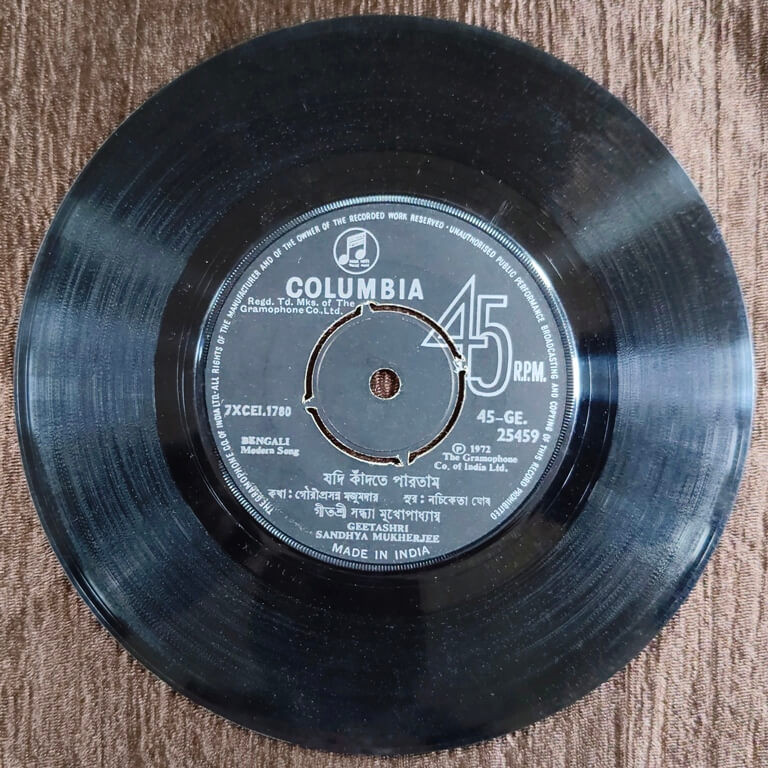 THE GRAMOPHONE CO. OF INDIA LTD. ALL RIGHTS OF THE MANUFACTURER AND OF THE OWNER OF THE RECORDED WORK RESERVED · UNAUTHORISED PUBLIC PERFORMANCE BROADCASTING AND COPYING OF THIS RECORD PROHIBITED
COLUMBIA
Regd. Td. Mks. of The
Gramophone Co., Ltd.
45 R.P.M.
7XCEI.1780
45-GE.
25459
BENGALI
Modern Song
Ⓟ 1972
The Gramophone
Co. of India Ltd.
যদি কাঁদতে পারতাম
কথা : গৌরীপ্রসন্ন মজুমদার সুর : নচিকেতা ঘোষ
গীতশ্রী সন্ধ্যা মুখোপাধ্যায়
GEETASHRI
SANDHYA MUKHERJEE
MADE IN INDIA